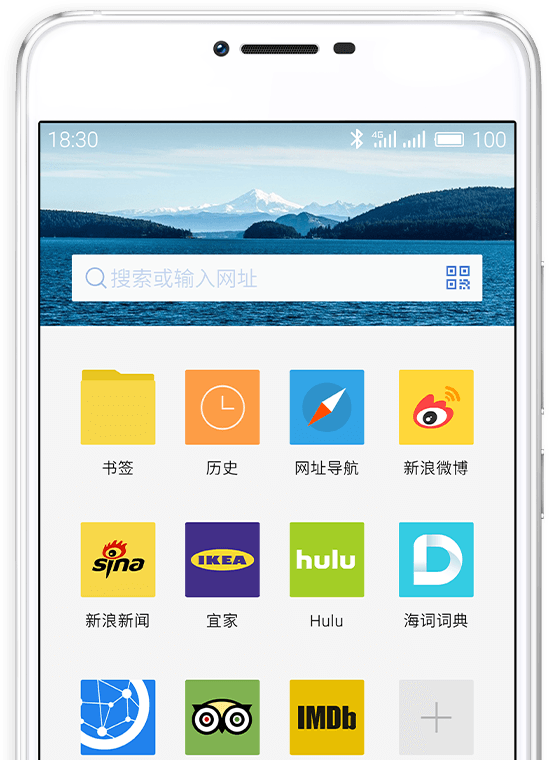 18:30
4G
100
搜索或输入网址
书签
历史
网址导航
新浪微博
sina
IKEA
hulu
新浪新闻
宜家
Hulu
海词词典
IMDb